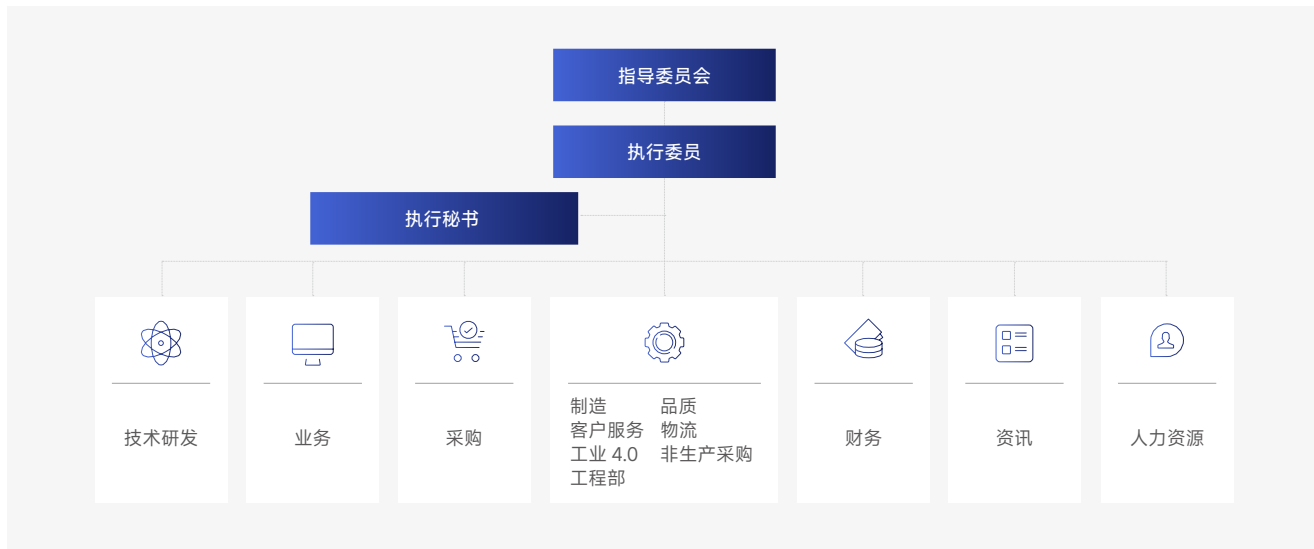 指导委员会
执行委员
执行秘书
技术研发
业务
采购
制造 品质
客户服务 物流
工业 4.0 非生产采购
工程部
财务
资讯
人力资源